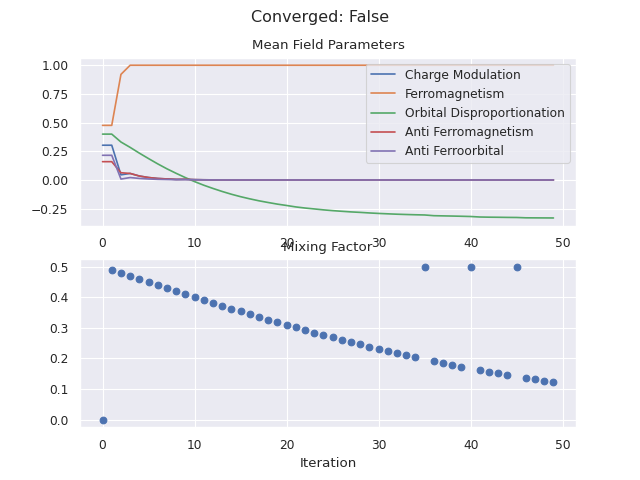 Converged: False
Mean Field Parameters
1.00
0.75
0.50
0.25
0.00
−0.25
Charge Modulation
Ferromagnetism
Orbital Disproportionation
Anti Ferromagnetism
Anti Ferroorbital
0 10 20 30 40 50
Mixing Factor
0.5
0.4
0.3
0.2
0.1
0.0
0 10 20 30 40 50
Iteration